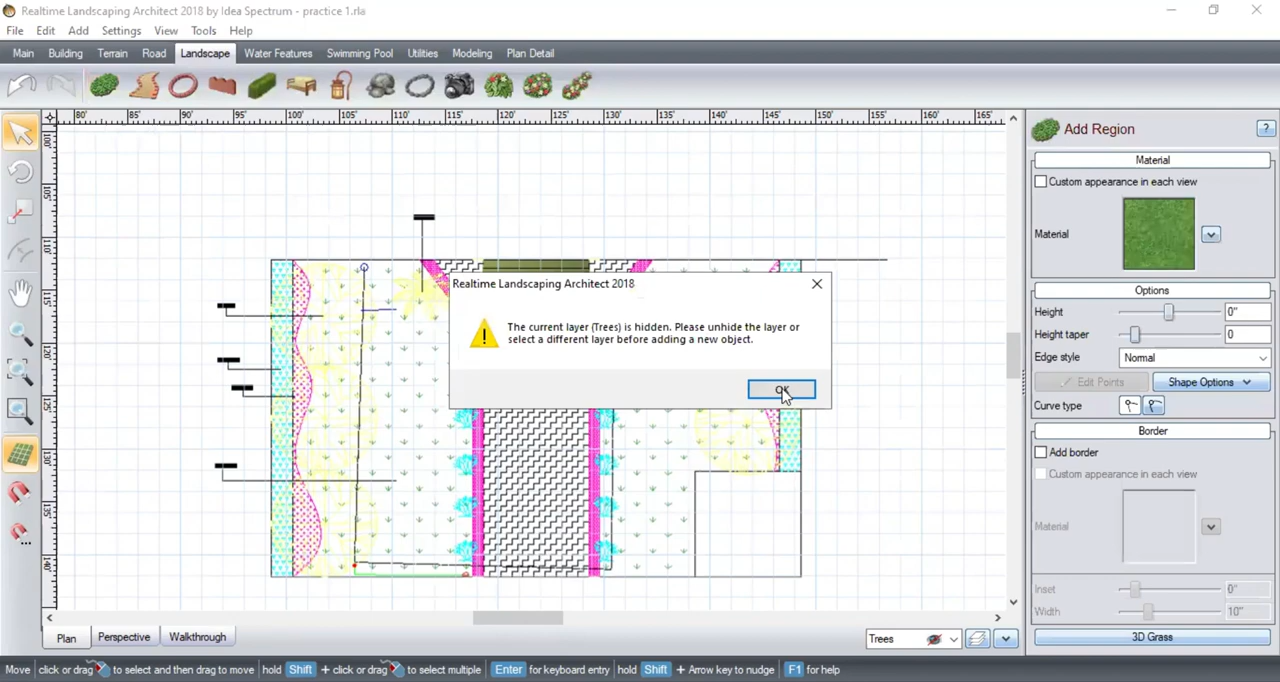 Realtime Landscaping Architect 2018 by Idea Spectrum - practice 1.rla
File Edit Add Settings View Tools Help
Main Building Terrain Road Landscape Water Features Swimming Pool Utilities Modeling Plan Detail
80' 85' 90' 95' 100' 105' 110' 115' 120' 125' 130' 135' 140' 145' 150' 155' 160' 165'
Add Region ?
Material
Custom appearance in each view
Material
Options
Height 0"
Height taper 0
Edge style Normal
Edit Points Shape Options
Curve type
Border
Add border
Custom appearance in each view
Material
Inset 0"
Width 10"
3D Grass
Realtime Landscaping Architect 2018
The current layer (Trees) is hidden. Please unhide the layer or
select a different layer before adding a new object.
OK
Plan Perspective Walkthrough Trees
Move click or drag to select and then drag to move hold Shift + click or drag to select multiple Enter for keyboard entry hold Shift + Arrow key to nudge F1 for help